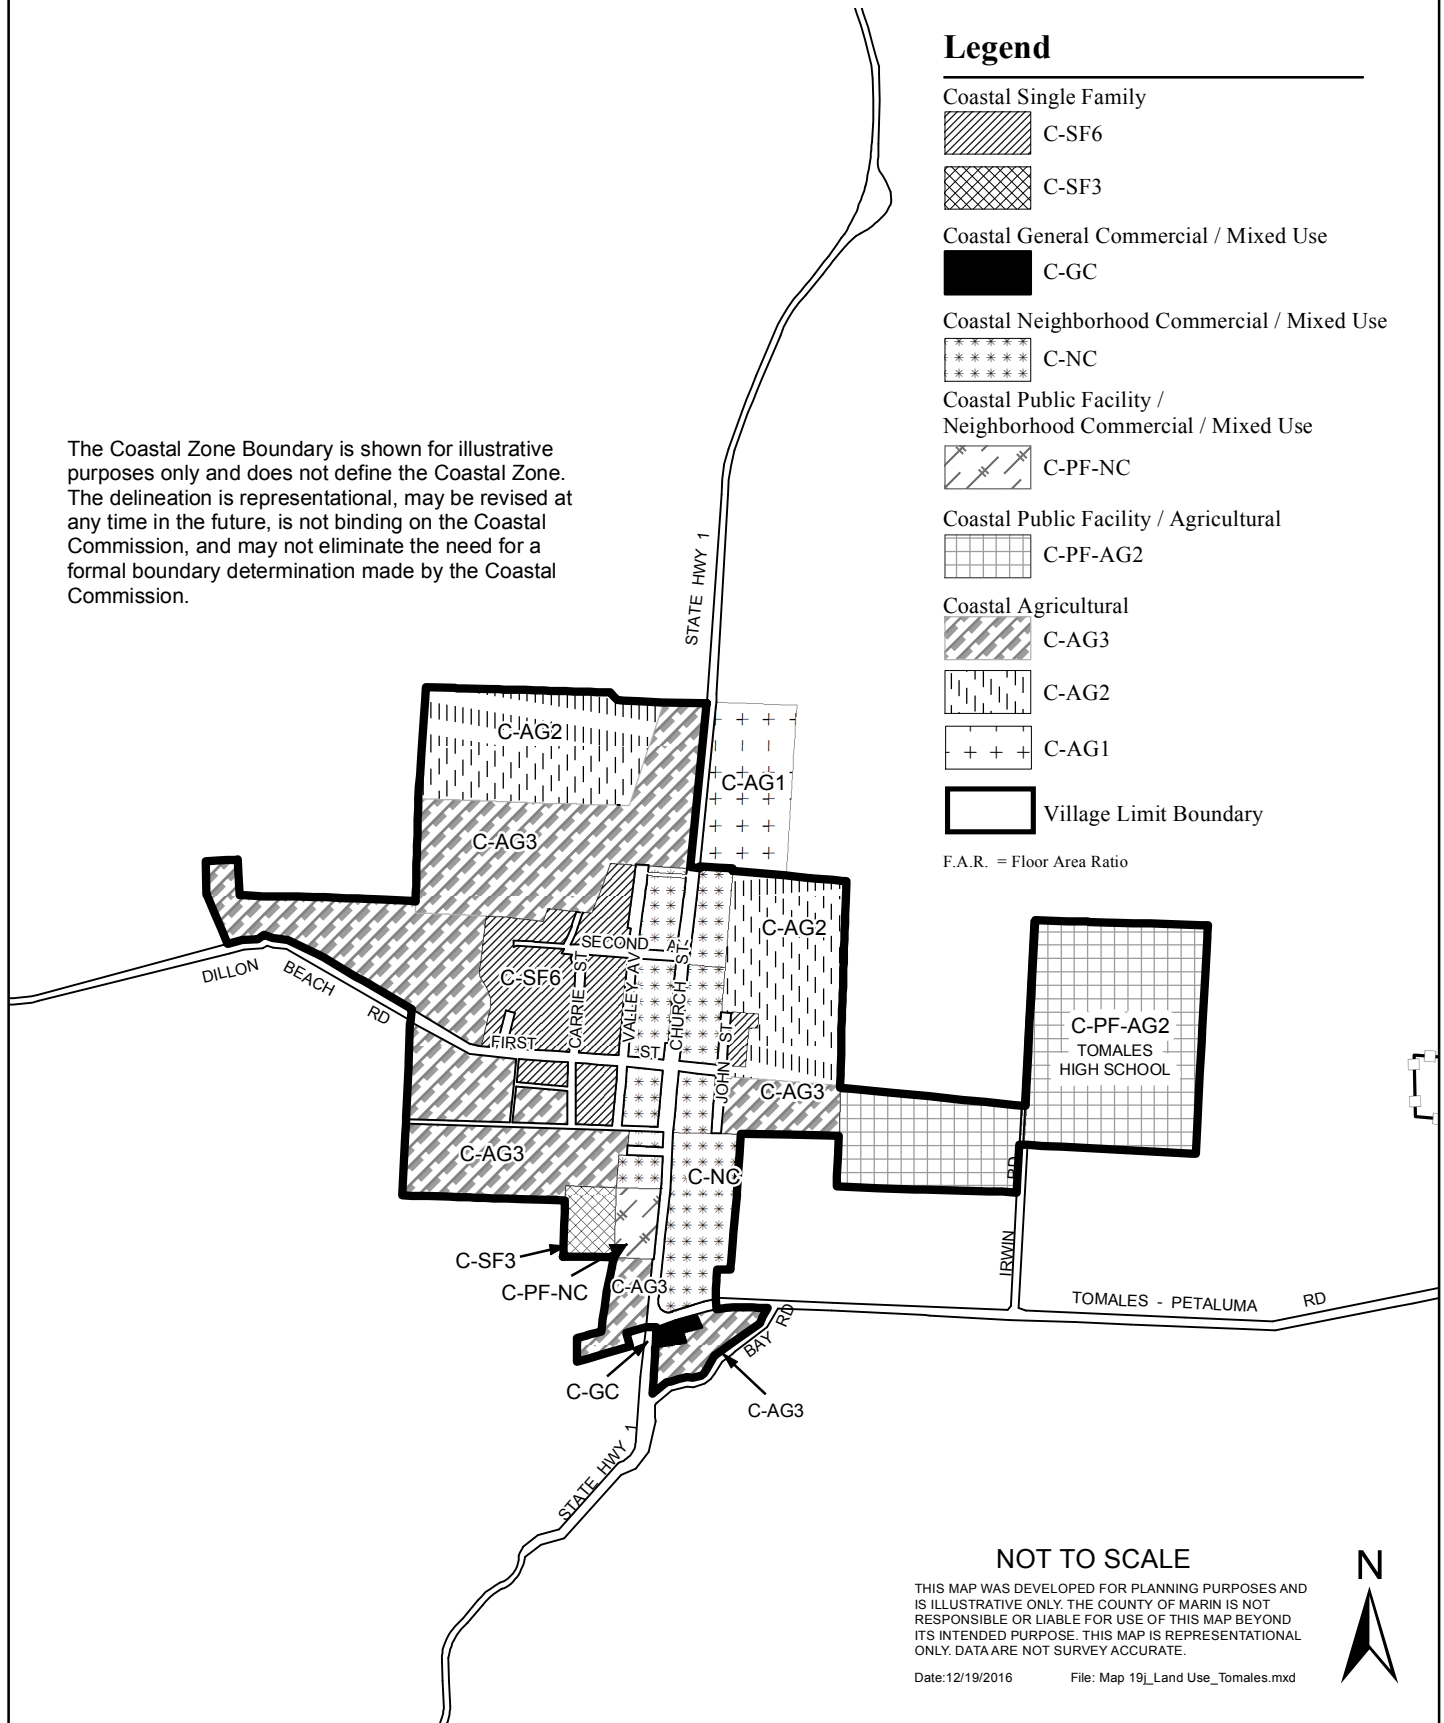 Legend
Coastal Single Family
C-SF6
C-SF3
Coastal General Commercial / Mixed Use
C-GC
Coastal Neighborhood Commercial / Mixed Use
C-NC
Coastal Public Facility /
Neighborhood Commercial / Mixed Use
C-PF-NC
Coastal Public Facility / Agricultural
C-PF-AG2
Coastal Agricultural
C-AG3
C-AG2
C-AG1
Village Limit Boundary
F.A.R. = Floor Area Ratio
The Coastal Zone Boundary is shown for illustrative
purposes only and does not define the Coastal Zone.
The delineation is representational, may be revised at
any time in the future, is not binding on the Coastal
Commission, and may not eliminate the need for a
formal boundary determination made by the Coastal
Commission.
STATE HWY 1
C-AG2
C-AG1
C-AG3
C-AG2
SECOND AV
C-SF6
DILLON BEACH RD
CARRIE ST
VALLEY AV
CHURCH ST
JOHN ST
FIRST ST
C-PF-AG2
TOMALES
HIGH SCHOOL
C-AG3
C-AG3
C-NC
IRWIN RD
C-SF3
C-PF-NC
C-AG3
TOMALES - PETALUMA RD
BAY RD
C-GC
C-AG3
STATE HWY 1
NOT TO SCALE
N
THIS MAP WAS DEVELOPED FOR PLANNING PURPOSES AND
IS ILLUSTRATIVE ONLY. THE COUNTY OF MARIN IS NOT
RESPONSIBLE OR LIABLE FOR USE OF THIS MAP BEYOND
ITS INTENDED PURPOSE. THIS MAP IS REPRESENTATIONAL
ONLY. DATA ARE NOT SURVEY ACCURATE.
Date:12/19/2016 File: Map 19j_Land Use_Tomales.mxd